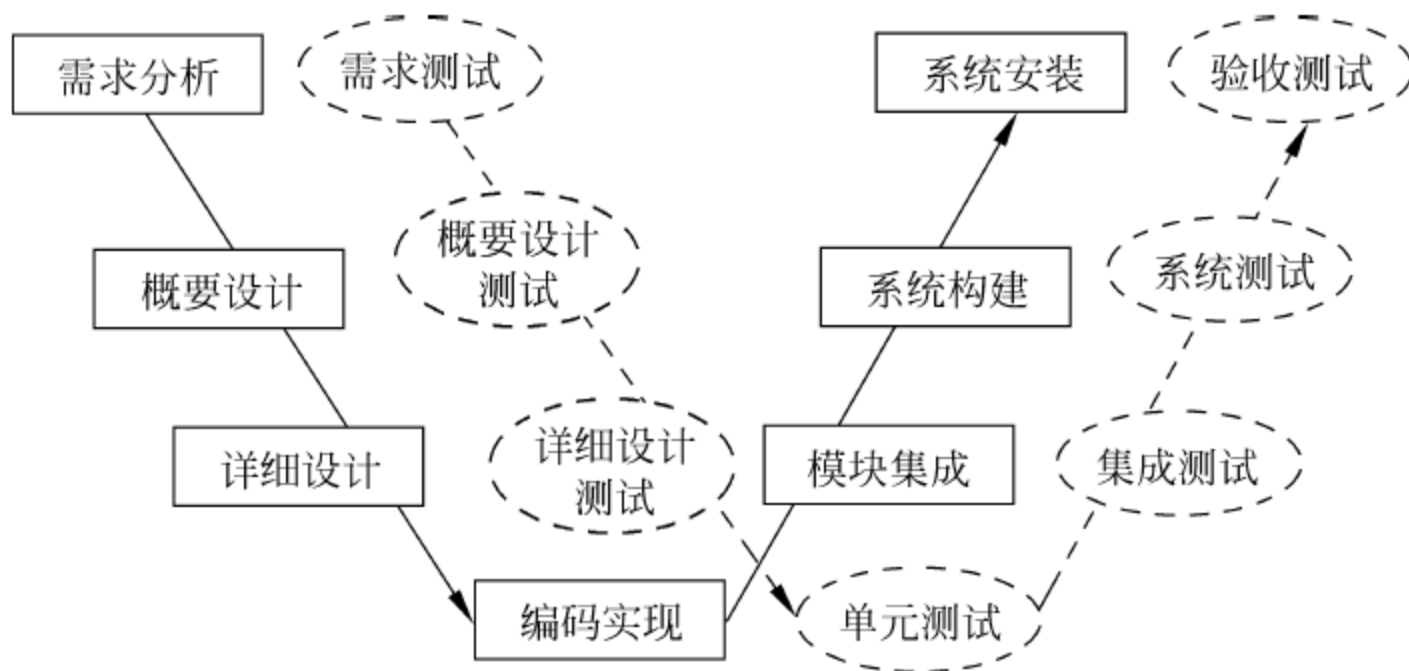 需求分析
需求测试
系统安装
验收测试
概要设计
概要设计
测试
系统构建
系统测试
详细设计
详细设计
测试
模块集成
集成测试
编码实现
单元测试